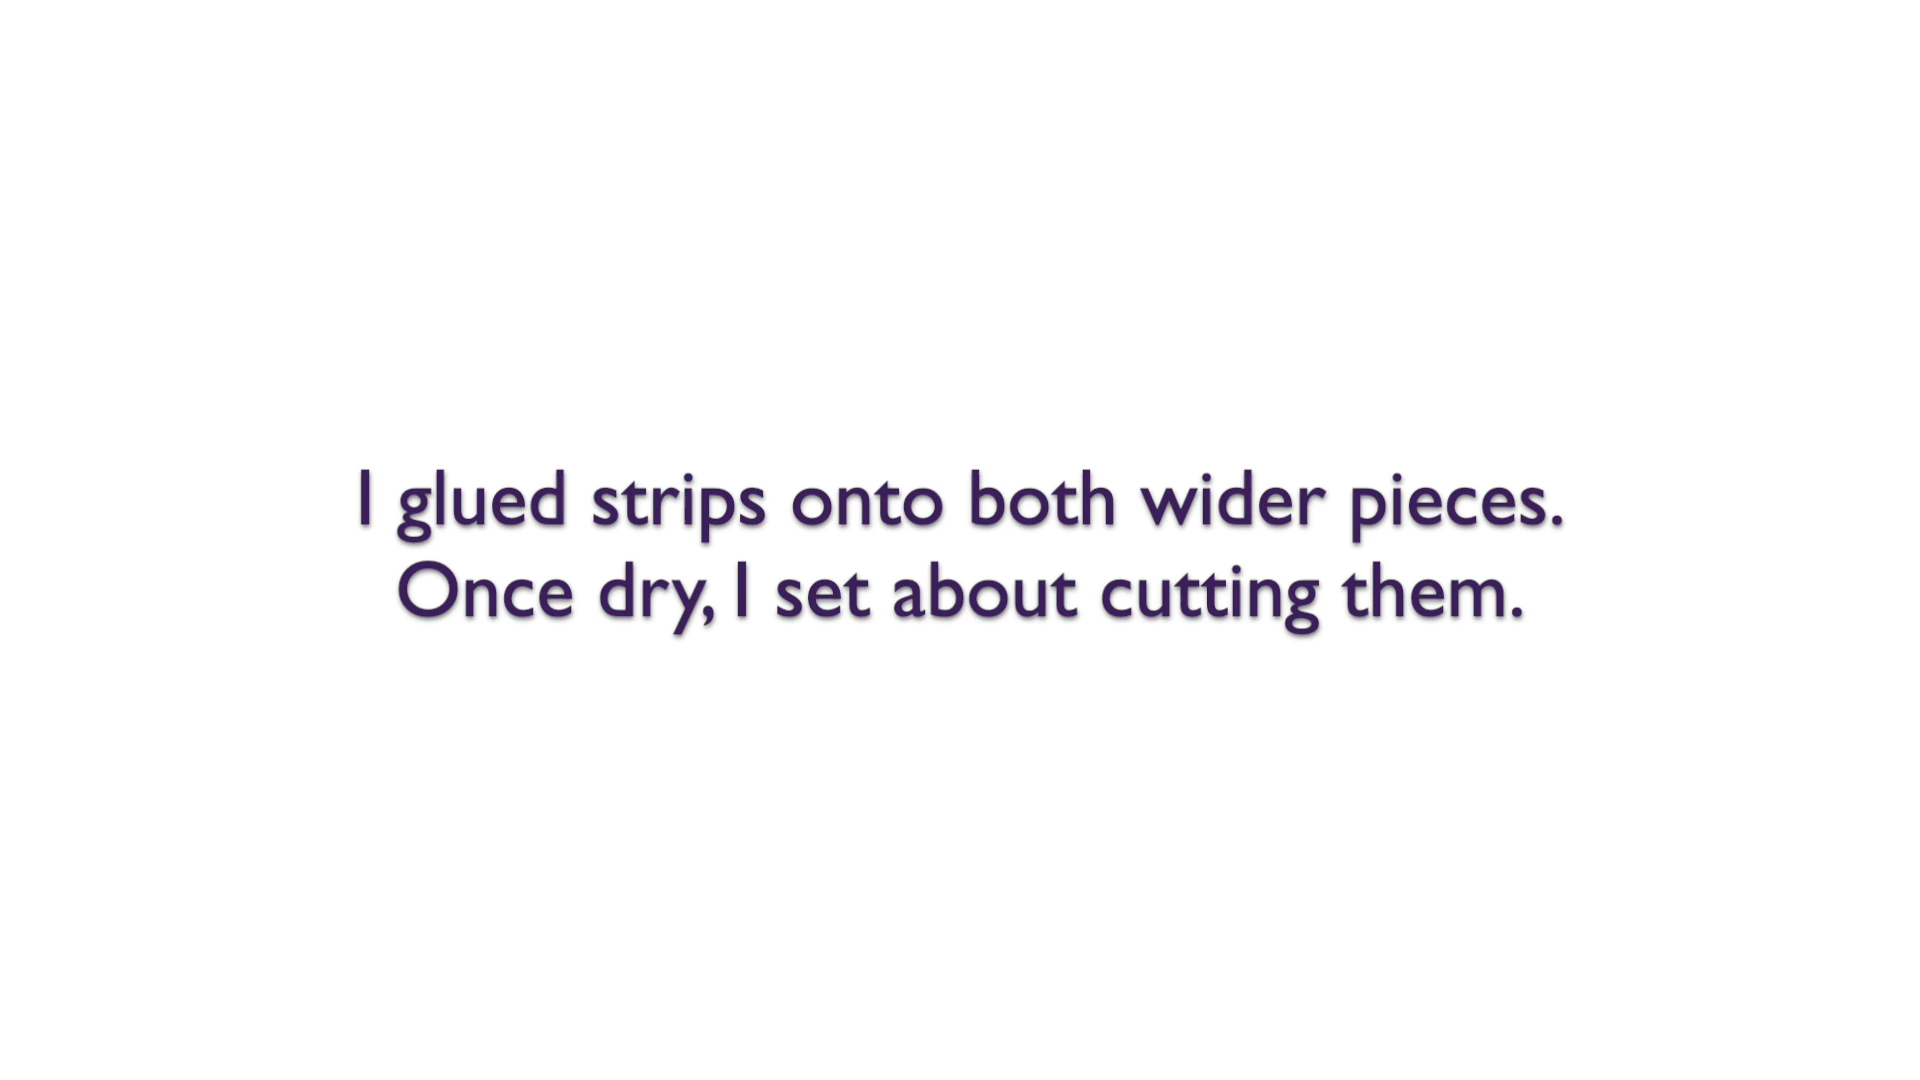 I glued strips onto both wider pieces.
Once dry, I set about cutting them.